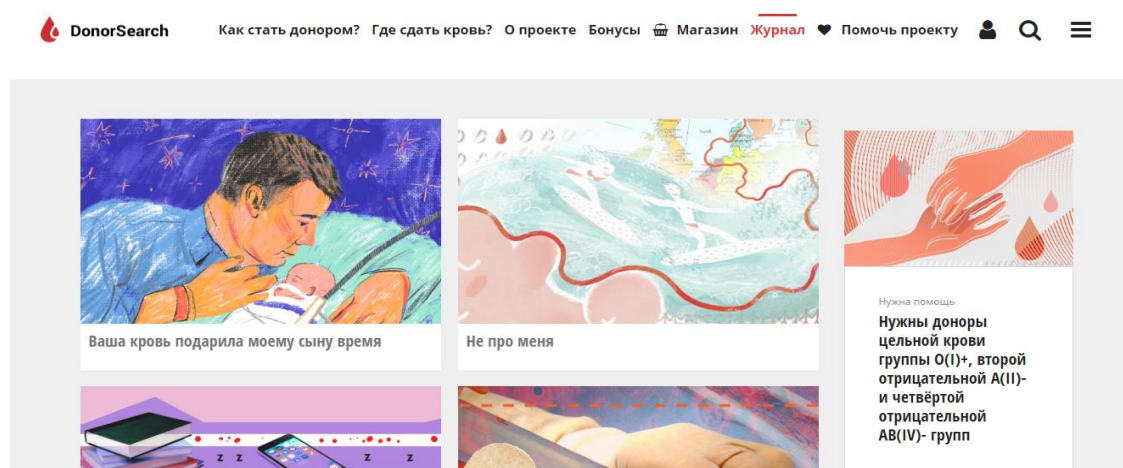 DonorSearch
Как стать донором? Где сдать кровь? О проекте Бонусы Магазин Журнал Помочь проекту
Ваша кровь подарила моему сыну время
Не про меня
Нужна помощь
Нужны доноры
цельной крови
группы O(I)+, второй
отрицательной A(II)-
и четвёртой
отрицательной
AB(IV)- групп
z z z z